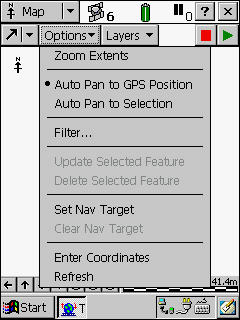 Map 6 0 ? X
Options Layers
Zoom Extents
Auto Pan to GPS Position
Auto Pan to Selection
Filter...
Update Selected Feature
Delete Selected Feature
Set Nav Target
Clear Nav Target
Enter Coordinates
Refresh
41.4m
Start T